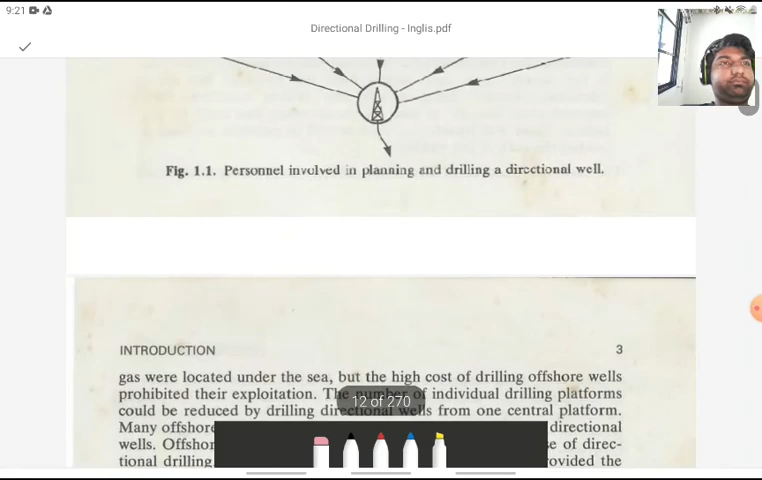 9:21
Directional Drilling - Inglis.pdf
Fig. 1.1. Personnel involved in planning and drilling a directional well.
INTRODUCTION 3
gas were located under the sea, but the high cost of drilling offshore wells
prohibited their exploitation. The number of individual drilling platforms
could be reduced by drilling directional wells from one central platform.
12 of 270
Many offshore directional
wells. Offshor e of direc-
tional drilling ovided the